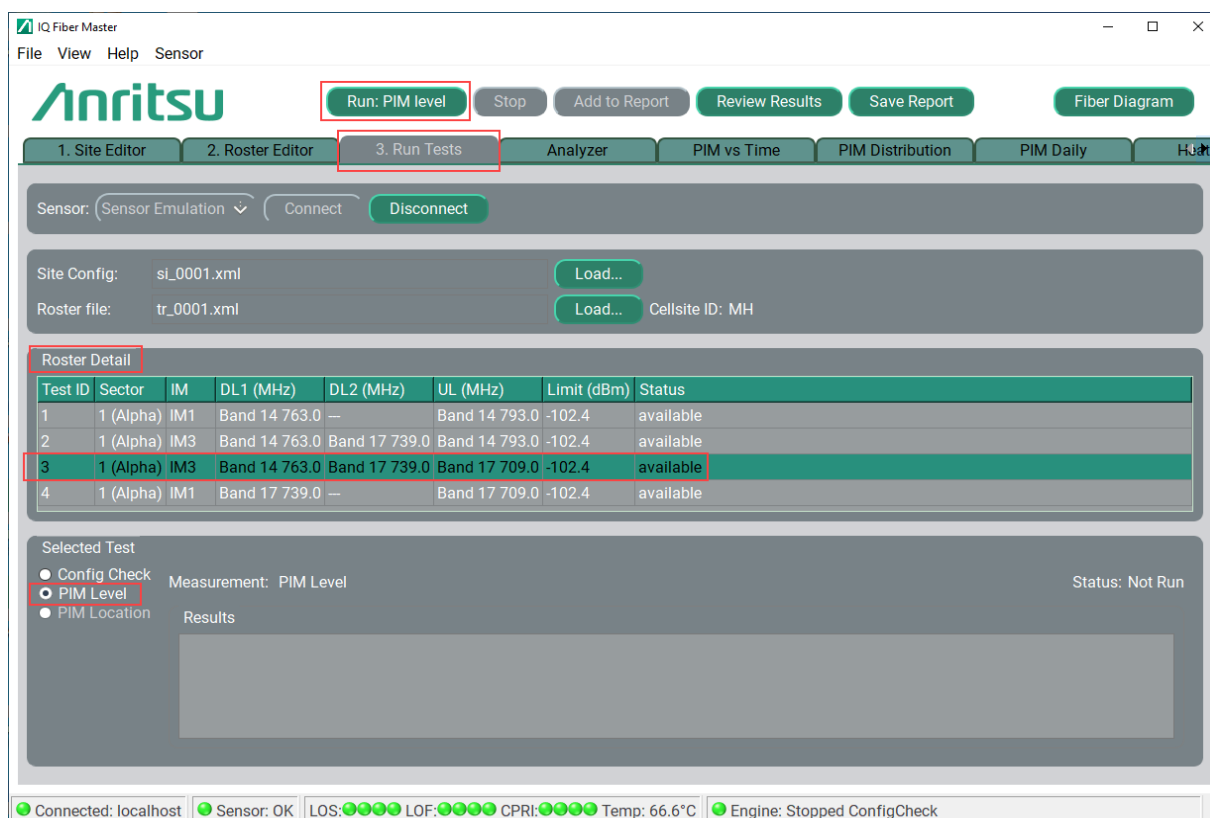 IQ Fiber Master
File View Help Sensor
Anritsu
Run: PIM level Stop Add to Report Review Results Save Report Fiber Diagram
1. Site Editor 2. Roster Editor 3. Run Tests Analyzer PIM vs Time PIM Distribution PIM Daily
Sensor: Sensor Emulation Connect Disconnect
Site Config: si_0001.xml Load...
Roster file: tr_0001.xml Load... Cellsite ID: MH
Roster Detail
Test ID Sector IM DL1 (MHz) DL2 (MHz) UL (MHz) Limit (dBm) Status
1 1 (Alpha) IM1 Band 14 763.0 --- Band 14 793.0 -102.4 available
2 1 (Alpha) IM3 Band 14 763.0 Band 17 739.0 Band 14 793.0 -102.4 available
3 1 (Alpha) IM3 Band 14 763.0 Band 17 739.0 Band 17 709.0 -102.4 available
4 1 (Alpha) IM1 Band 17 739.0 --- Band 17 709.0 -102.4 available
Selected Test
Config Check
PIM Level
PIM Location
Measurement: PIM Level Status: Not Run
Results
Connected: localhost Sensor: OK LOS: LOF: CPRI: Temp: 66.6°C Engine: Stopped ConfigCheck